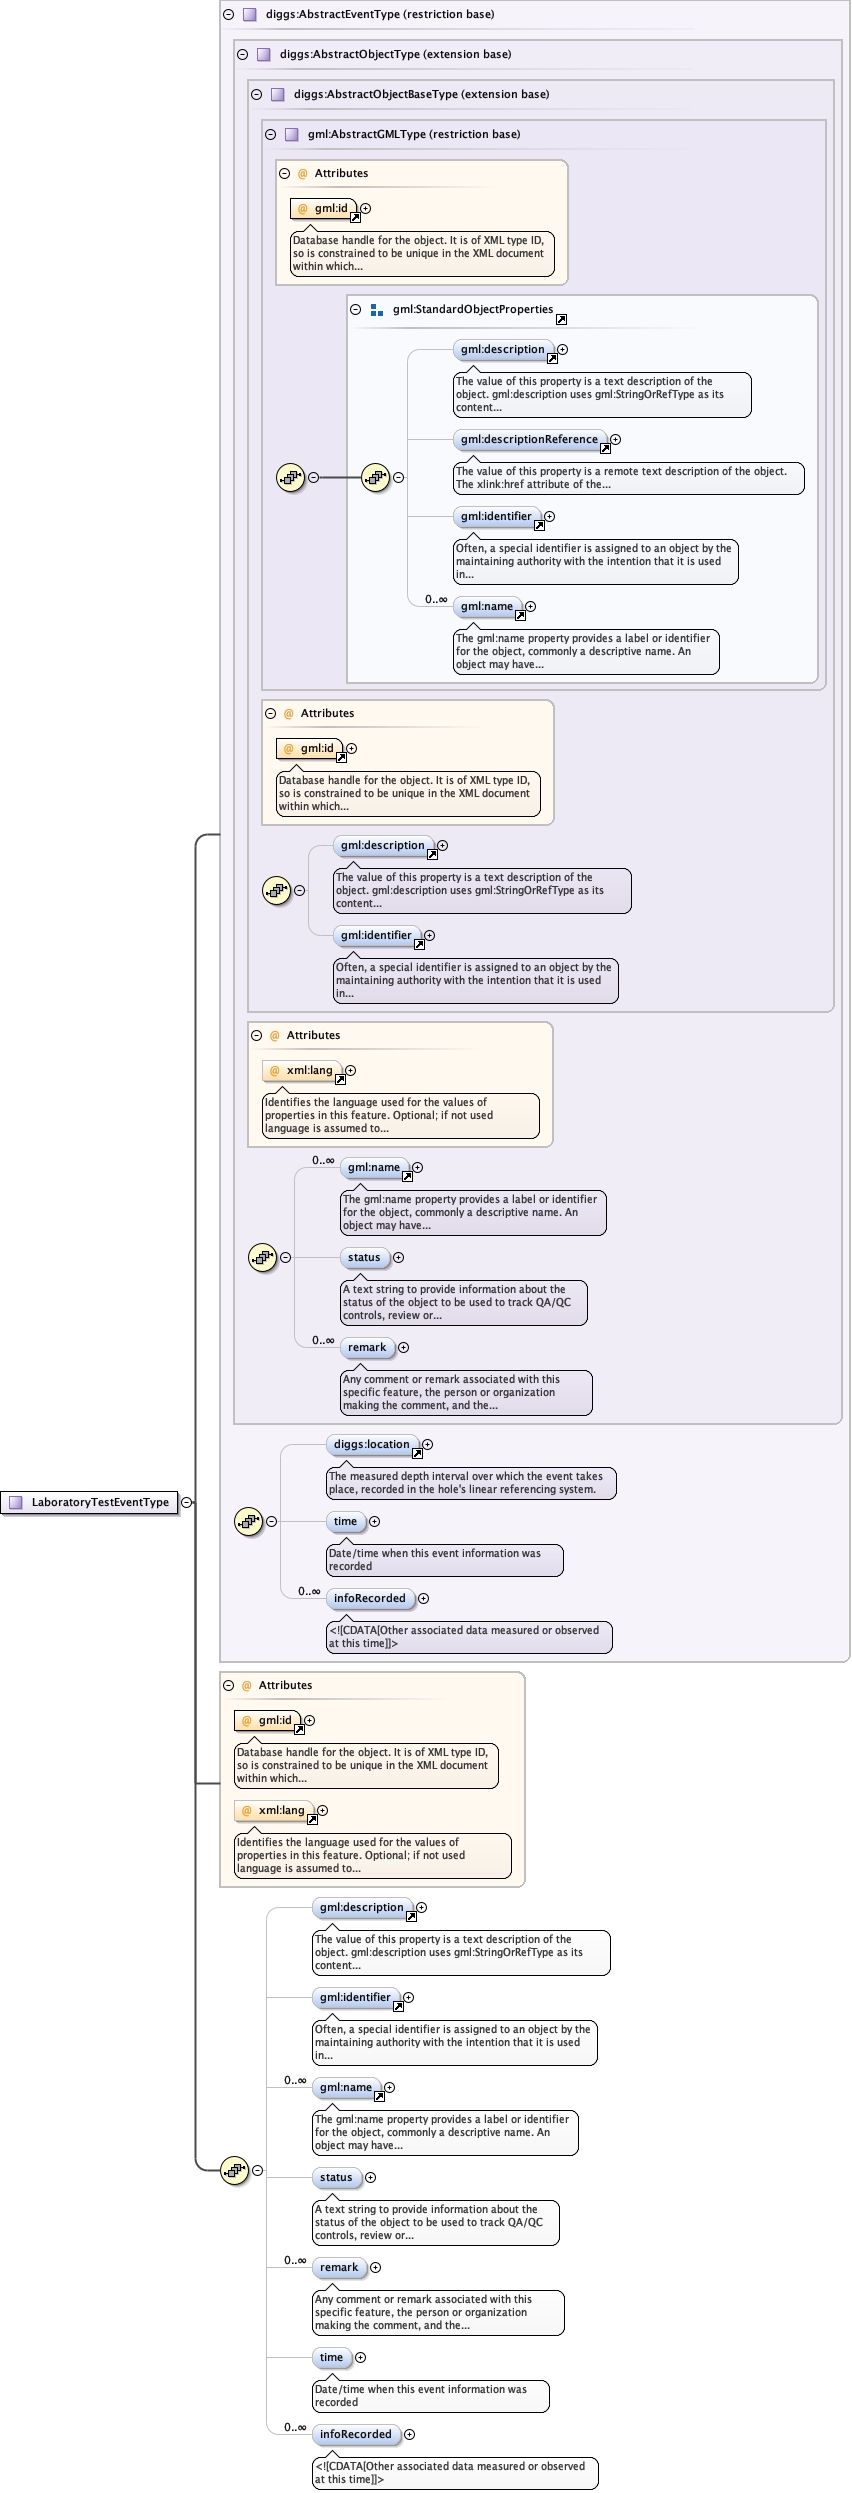 diggs:AbstractEventType (restriction base)
diggs:AbstractObjectType (extension base)
diggs:AbstractObjectBaseType (extension base)
gml:AbstractGMLType (restriction base)
@ Attributes
@ gml:id
Database handle for the object. It is of XML type ID,
so is constrained to be unique in the XML document
within which...
gml:StandardObjectProperties
gml:description
The value of this property is a text description of the
object. gml:description uses gml:StringOrRefType as its
content...
gml:descriptionReference
The value of this property is a remote text description of the object.
The xlink:href attribute of the...
gml:identifier
Often, a special identifier is assigned to an object by the
maintaining authority with the intention that it is used
in...
0..∞
gml:name
The gml:name property provides a label or identifier
for the object, commonly a descriptive name. An
object may have...
@ Attributes
@ gml:id
Database handle for the object. It is of XML type ID,
so is constrained to be unique in the XML document
within which...
gml:description
The value of this property is a text description of the
object. gml:description uses gml:StringOrRefType as its
content...
gml:identifier
Often, a special identifier is assigned to an object by the
maintaining authority with the intention that it is used
in...
@ Attributes
@ xml:lang
Identifies the language used for the values of
properties in this feature. Optional; if not used
language is assumed to...
0..∞
gml:name
The gml:name property provides a label or identifier
for the object, commonly a descriptive name. An
object may have...
status
A text string to provide information about the
status of the object to be used to track QA/QC
controls, review or...
0..∞
remark
Any comment or remark associated with this
specific feature, the person or organization
making the comment, and the...
diggs:location
The measured depth interval over which the event takes
place, recorded in the hole's linear referencing system.
LaboratoryTestEventType
time
Date/time when this event information was
recorded
0..∞
infoRecorded
<![CDATA[Other associated data measured or observed
at this time]]>
@ Attributes
@ gml:id
Database handle for the object. It is of XML type ID,
so is constrained to be unique in the XML document
within which...
@ xml:lang
Identifies the language used for the values of
properties in this feature. Optional; if not used
language is assumed to...
gml:description
The value of this property is a text description of the
object. gml:description uses gml:StringOrRefType as its
content...
gml:identifier
Often, a special identifier is assigned to an object by the
maintaining authority with the intention that it is used
in...
0..∞
gml:name
The gml:name property provides a label or identifier
for the object, commonly a descriptive name. An
object may have...
status
A text string to provide information about the
status of the object to be used to track QA/QC
controls, review or...
0..∞
remark
Any comment or remark associated with this
specific feature, the person or organization
making the comment, and the...
time
Date/time when this event information was
recorded
0..∞
infoRecorded
<![CDATA[Other associated data measured or observed
at this time]]>